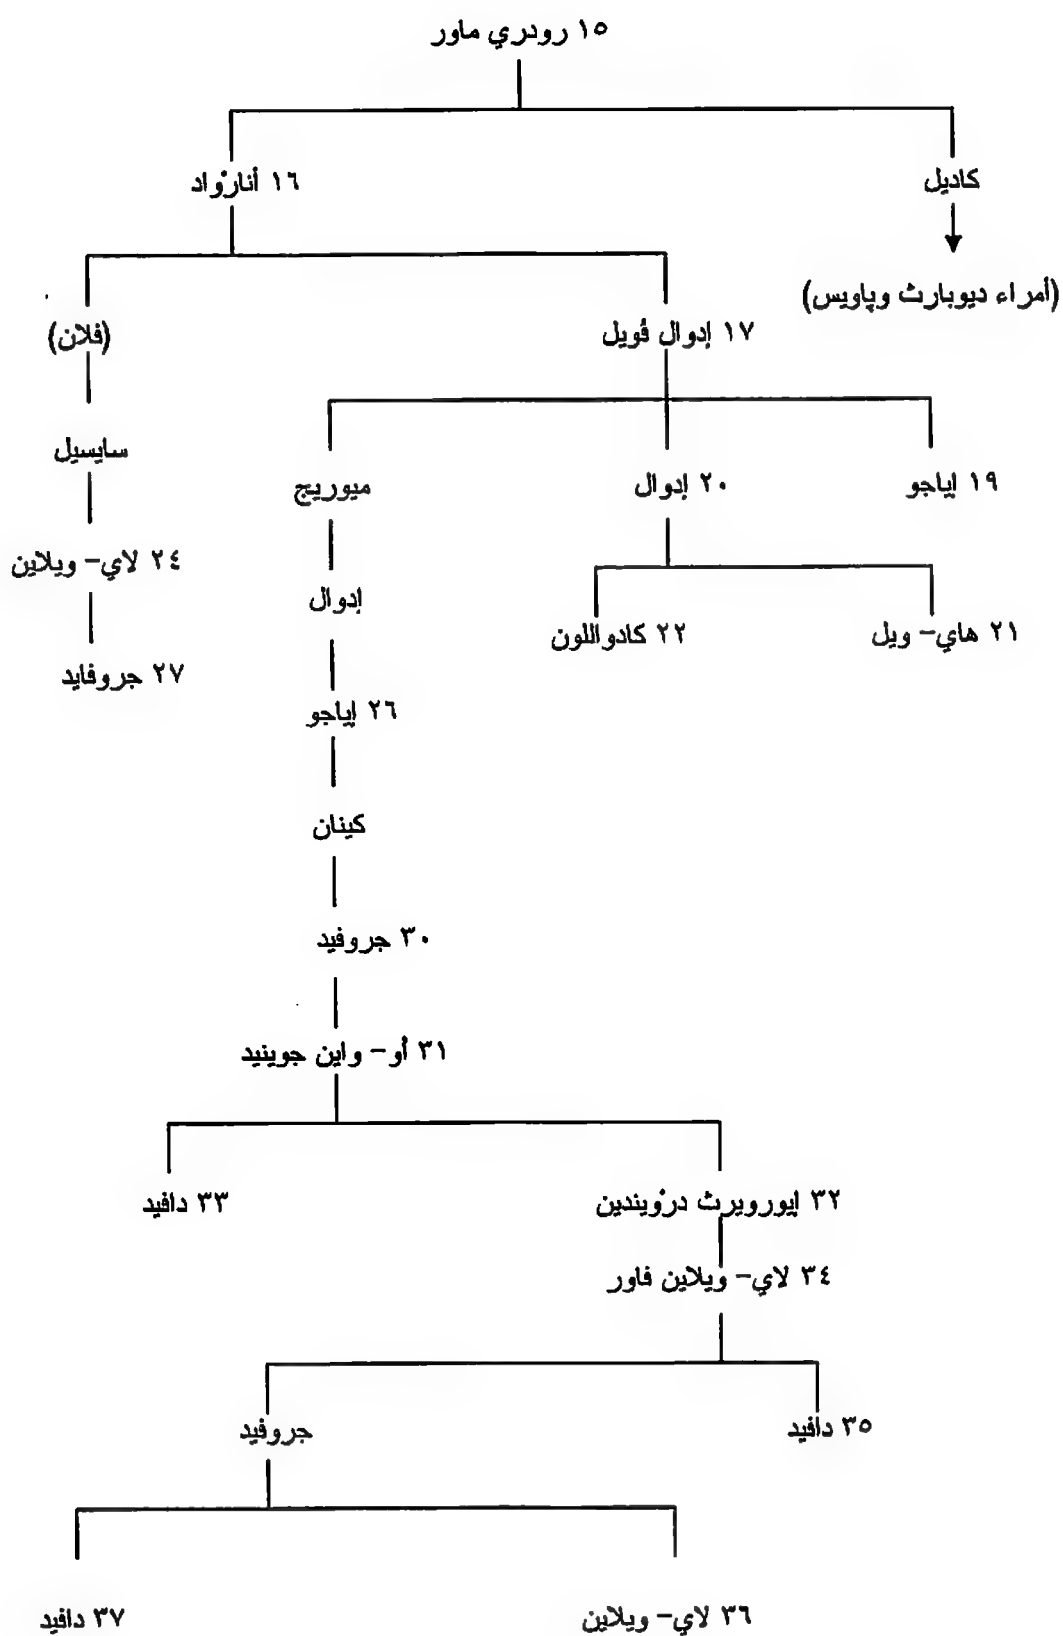 ١٥ رودري ماور
كاديل
١٦ أنارْواد
(أمراء ديوبارث وپاويس)
١٧ إدوال ڤويل
(فلان)
١٩ إياجو
٢٠ إدوال
ميوريج
سايسيل
٢١ هاي- ويل
٢٢ كادواللون
إدوال
٢٤ لاي- ويلاين
٢٧ جروفايد
٢٦ إياجو
كينان
٣٠ جروفيد
٣١ أو- واين جوينيد
٣٢ إيورويرث درْويندين
٣٣ دافيد
٣٤ لاي- ويلاين فاور
٣٥ دافيد
جروفيد
٣٦ لاي- ويلاين
٣٧ دافيد